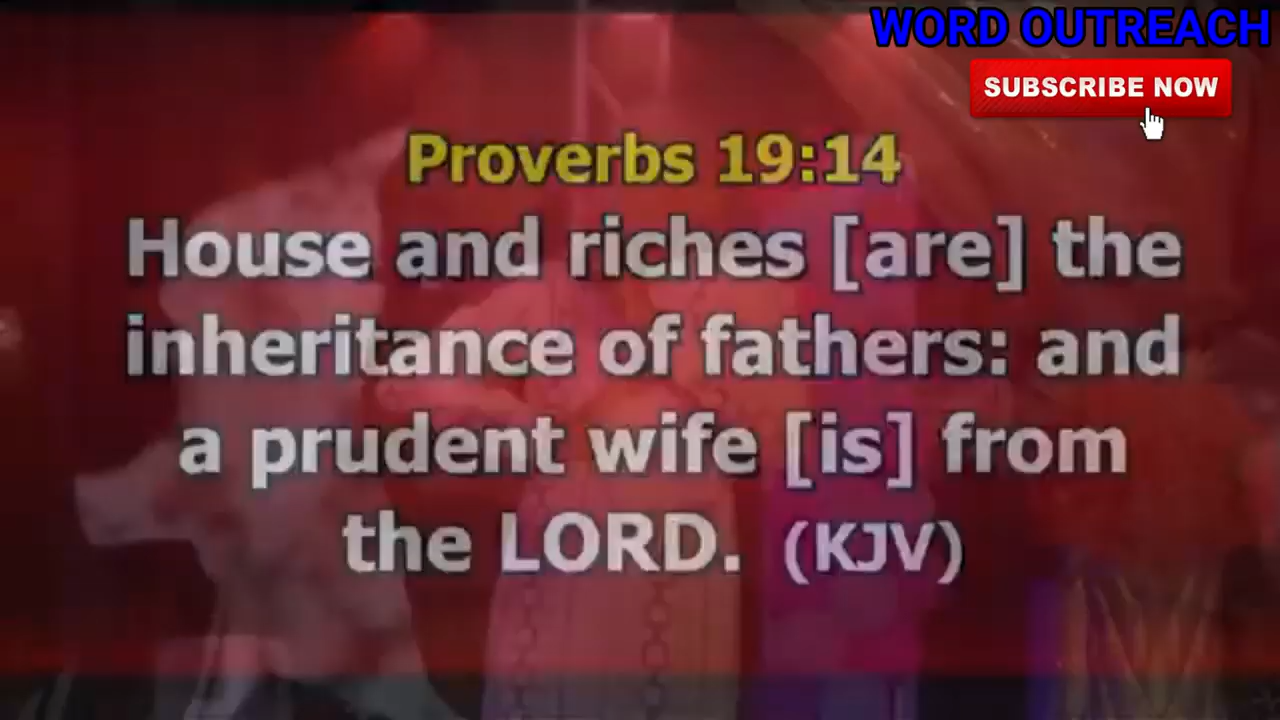 WORD OUTREACH
SUBSCRIBE NOW
Proverbs 19:14
House and riches [are] the
inheritance of fathers: and
a prudent wife [is] from
the LORD. (KJV)